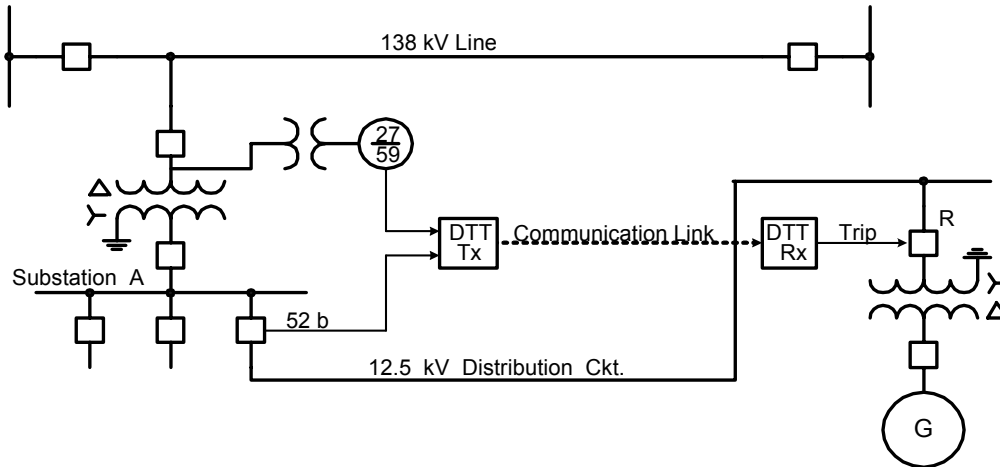 138 kV Line
27
59
R
DTT
Tx
Communication Link
DTT
Rx
Trip
Substation A
52 b
12.5 kV Distribution Ckt.
G